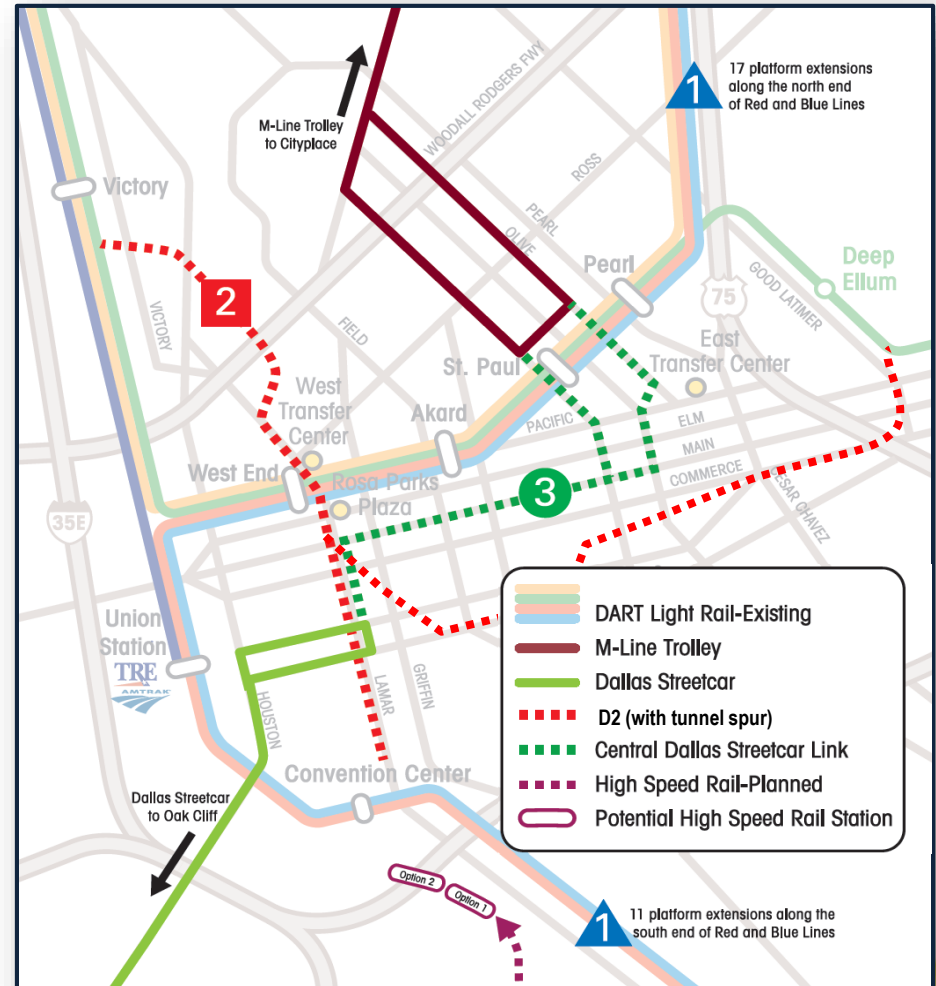 17 platform extensions
along the north end
of Red and Blue Lines
1
M-Line Trolley
to Cityplace
WOODALL RODGERS FWY
ROSS
PEARL
OLIVE
Victory
Pearl
Deep
Ellum
GOOD LATIMER
75
2
VICTORY
FIELD
East
Transfer Center
St. Paul
West
Transfer
Center
Akard
PACIFIC
ELM
MAIN
COMMERCE
West End
Rosa Parks
Plaza
3
CESAR CHAVEZ
35E
Union
Station
TRE
AMTRAK
HOUSTON
LAMAR
GRIFFIN
DART Light Rail-Existing
M-Line Trolley
Dallas Streetcar
D2 (with tunnel spur)
Central Dallas Streetcar Link
High Speed Rail-Planned
Potential High Speed Rail Station
Convention Center
Dallas Streetcar
to Oak Cliff
Option 2
Option 1
1
11 platform extensions along the
south end of Red and Blue Lines